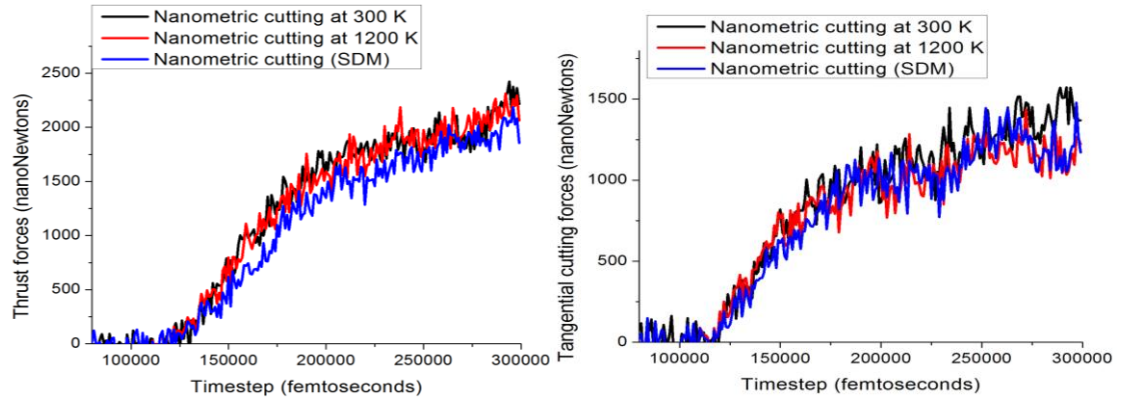 Nanometric cutting at 300 K
Nanometric cutting at 1200 K
Nanometric cutting (SDM)
Thrust forces (nanoNewtons)
2500
2000
1500
1000
500
0
100000 150000 200000 250000 300000
Timestep (femtoseconds)
Nanometric cutting at 300 K
Nanometric cutting at 1200 K
Nanometric cutting (SDM)
Tangential cutting forces (nanoNewtons)
1500
1000
500
0
100000 150000 200000 250000 300000
Timestep (femtoseconds)